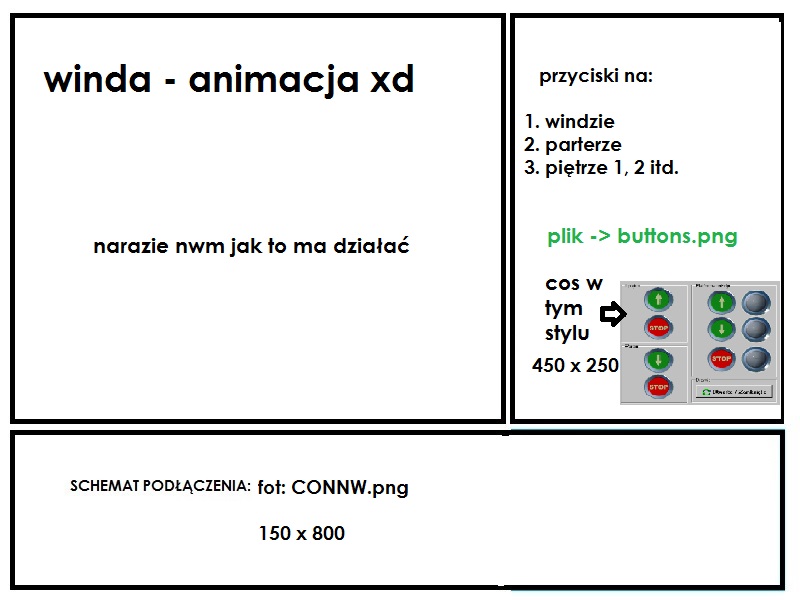 winda - animacja xd
narazie nwm jak to ma działać
przyciski na:
1. windzie
2. parterze
3. piętrze 1, 2 itd.
plik -> buttons.png
cos w
tym
stylu
450 x 250
STOP
STOP
STOP
SCHEMAT PODŁĄCZENIA: fot: CONNW.png
150 x 800